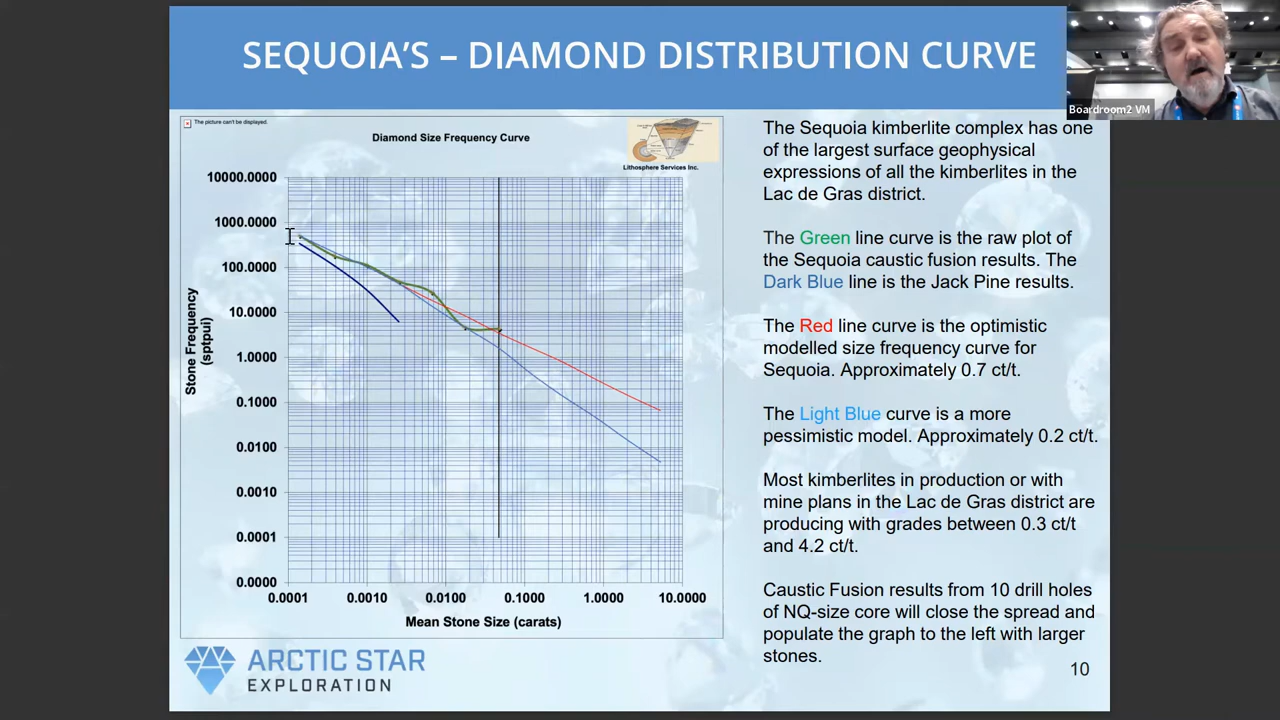 SEQUOIA'S – DIAMOND DISTRIBUTION CURVE
Boardroom2 VM
The picture can't be displayed.
Diamond Size Frequency Curve
Lithosphere Services Inc.
Stone Frequency
(sptpui)
10000.0000
1000.0000
100.0000
10.0000
1.0000
0.1000
0.0100
0.0010
0.0001
0.0000
0.0001
0.0010
0.0100
0.1000
1.0000
10.0000
Mean Stone Size (carats)
The Sequoia kimberlite complex has one
of the largest surface geophysical
expressions of all the kimberlites in the
Lac de Gras district.
The Green line curve is the raw plot of
the Sequoia caustic fusion results. The
Dark Blue line is the Jack Pine results.
The Red line curve is the optimistic
modelled size frequency curve for
Sequoia. Approximately 0.7 ct/t.
The Light Blue curve is a more
pessimistic model. Approximately 0.2 ct/t.
Most kimberlites in production or with
mine plans in the Lac de Gras district are
producing with grades between 0.3 ct/t
and 4.2 ct/t.
Caustic Fusion results from 10 drill holes
of NQ-size core will close the spread and
populate the graph to the left with larger
stones.
ARCTIC STAR
EXPLORATION
10